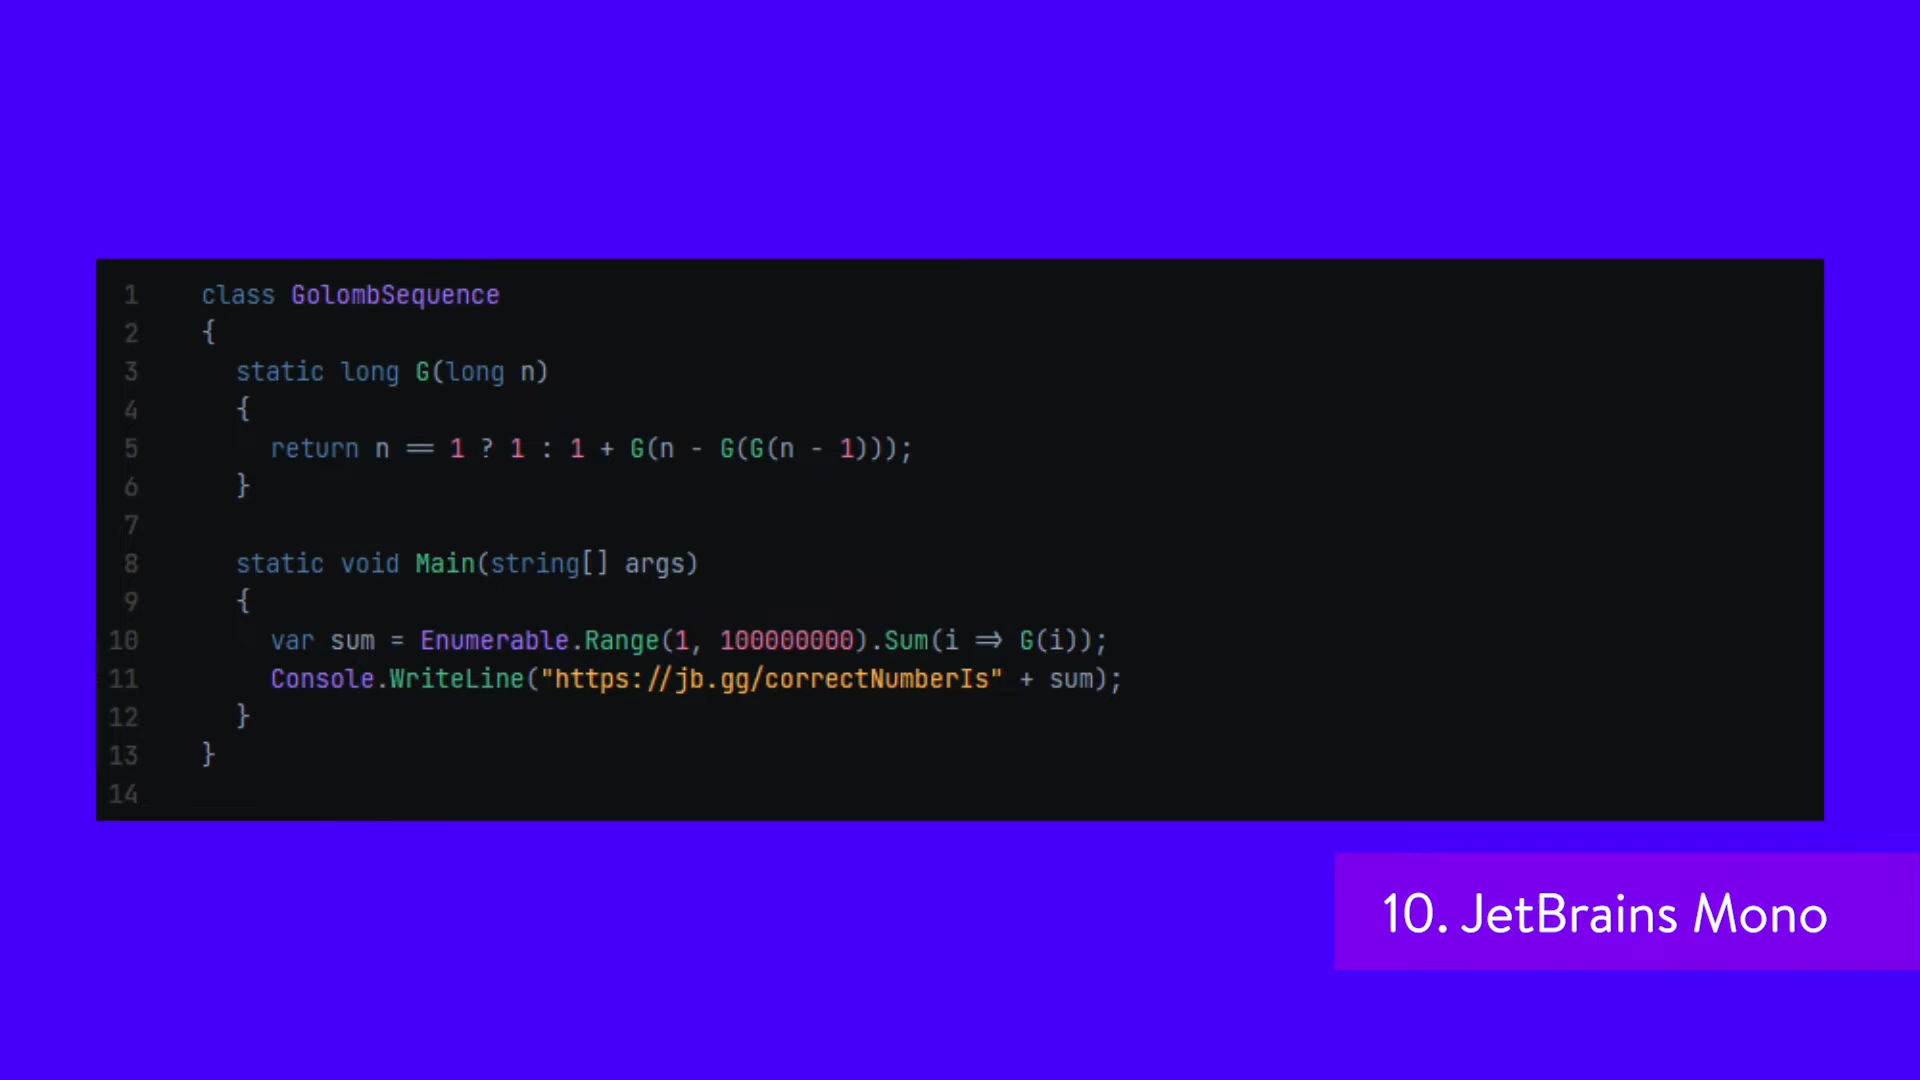 1 class GolombSequence
2 {
3 static long G(long n)
4 {
5 return n == 1 ? 1 : 1 + G(n - G(G(n - 1)));
6 }
7
8 static void Main(string[] args)
9 {
10 var sum = Enumerable.Range(1, 100000000).Sum(i => G(i));
11 Console.WriteLine("https://jb.gg/correctNumberIs" + sum);
12 }
13 }
14
10. JetBrains Mono